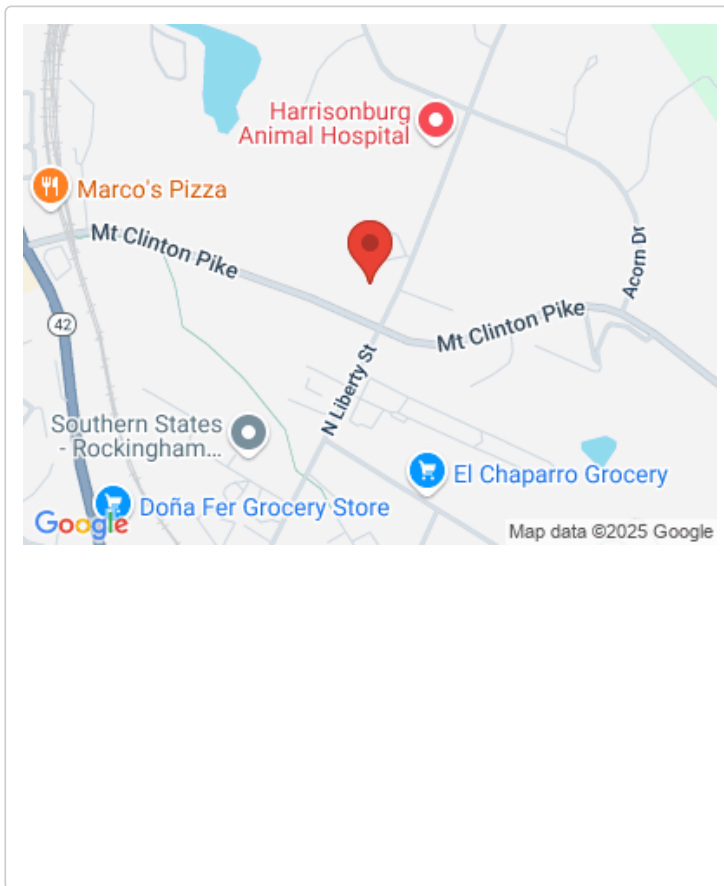 Harrisonburg
Animal Hospital
Marco's Pizza
Mt Clinton Pike
Acorn Dr
42
Mt Clinton Pike
N Liberty St
Southern States
- Rockingham...
El Chaparro Grocery
Doña Fer Grocery Store
Google
Map data ©2025 Google